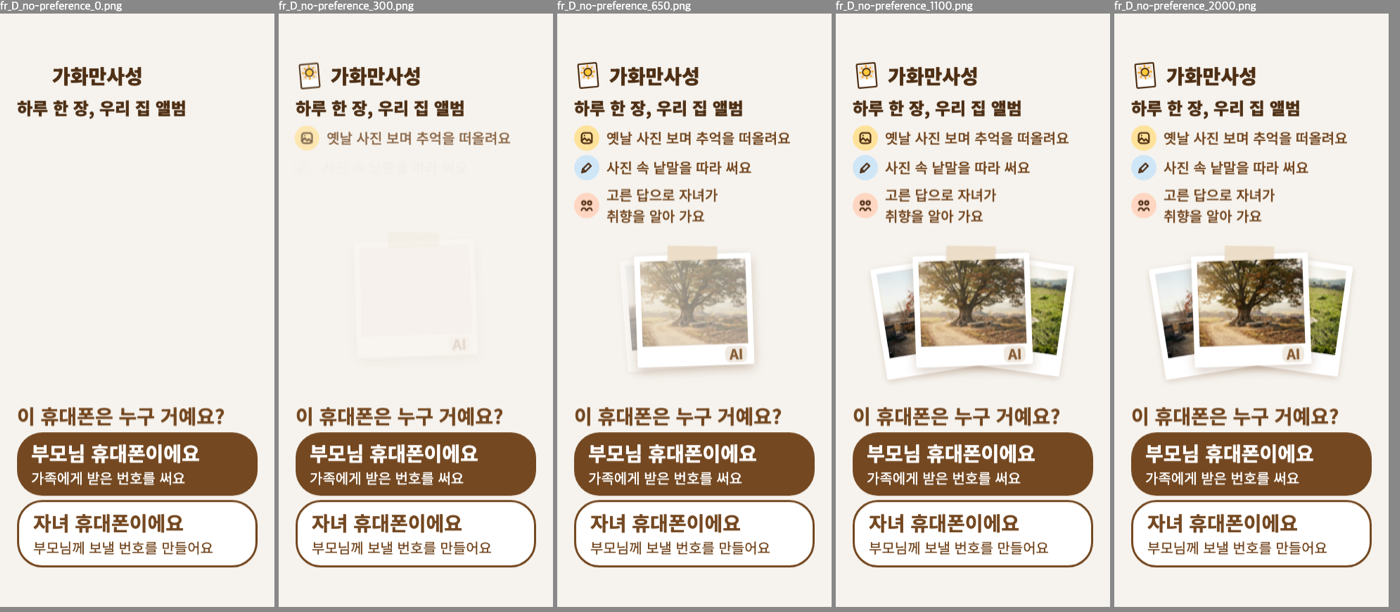 fr_D_no-preference_0.png
가화만사성
하루 한 장, 우리 집 앨범
이 휴대폰은 누구 거예요?
부모님 휴대폰이에요
가족에게 받은 번호를 써요
자녀 휴대폰이에요
부모님께 보낼 번호를 만들어요
fr_D_no-preference_300.png
가화만사성
하루 한 장, 우리 집 앨범
옛날 사진 보며 추억을 떠올려요
사진 속 낱말을 따라 써요
AI
이 휴대폰은 누구 거예요?
부모님 휴대폰이에요
가족에게 받은 번호를 써요
자녀 휴대폰이에요
부모님께 보낼 번호를 만들어요
fr_D_no-preference_650.png
가화만사성
하루 한 장, 우리 집 앨범
옛날 사진 보며 추억을 떠올려요
사진 속 낱말을 따라 써요
고른 답으로 자녀가
취향을 알아 가요
AI
이 휴대폰은 누구 거예요?
부모님 휴대폰이에요
가족에게 받은 번호를 써요
자녀 휴대폰이에요
부모님께 보낼 번호를 만들어요
fr_D_no-preference_1100.png
가화만사성
하루 한 장, 우리 집 앨범
옛날 사진 보며 추억을 떠올려요
사진 속 낱말을 따라 써요
고른 답으로 자녀가
취향을 알아 가요
AI
이 휴대폰은 누구 거예요?
부모님 휴대폰이에요
가족에게 받은 번호를 써요
자녀 휴대폰이에요
부모님께 보낼 번호를 만들어요
fr_D_no-preference_2000.png
가화만사성
하루 한 장, 우리 집 앨범
옛날 사진 보며 추억을 떠올려요
사진 속 낱말을 따라 써요
고른 답으로 자녀가
취향을 알아 가요
AI
이 휴대폰은 누구 거예요?
부모님 휴대폰이에요
가족에게 받은 번호를 써요
자녀 휴대폰이에요
부모님께 보낼 번호를 만들어요